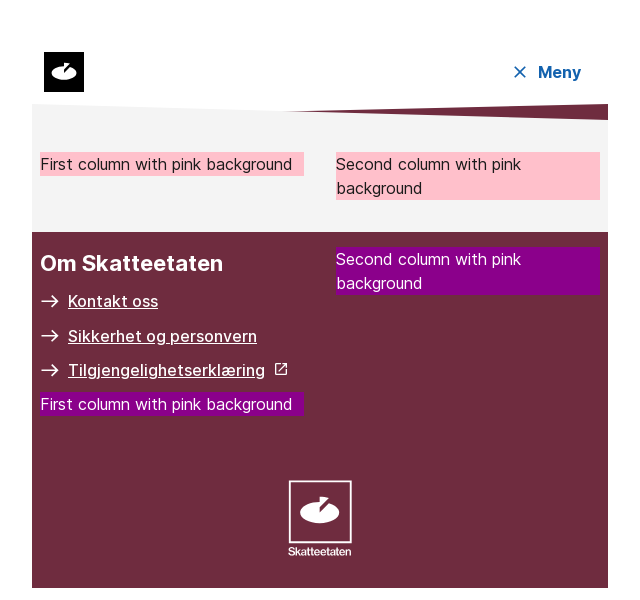 Meny
First column with pink background
Second column with pink
background
Om Skatteetaten
Kontakt oss
Sikkerhet og personvern
Tilgjengelighetserklæring
First column with pink background
Second column with pink
background
Skatteetaten